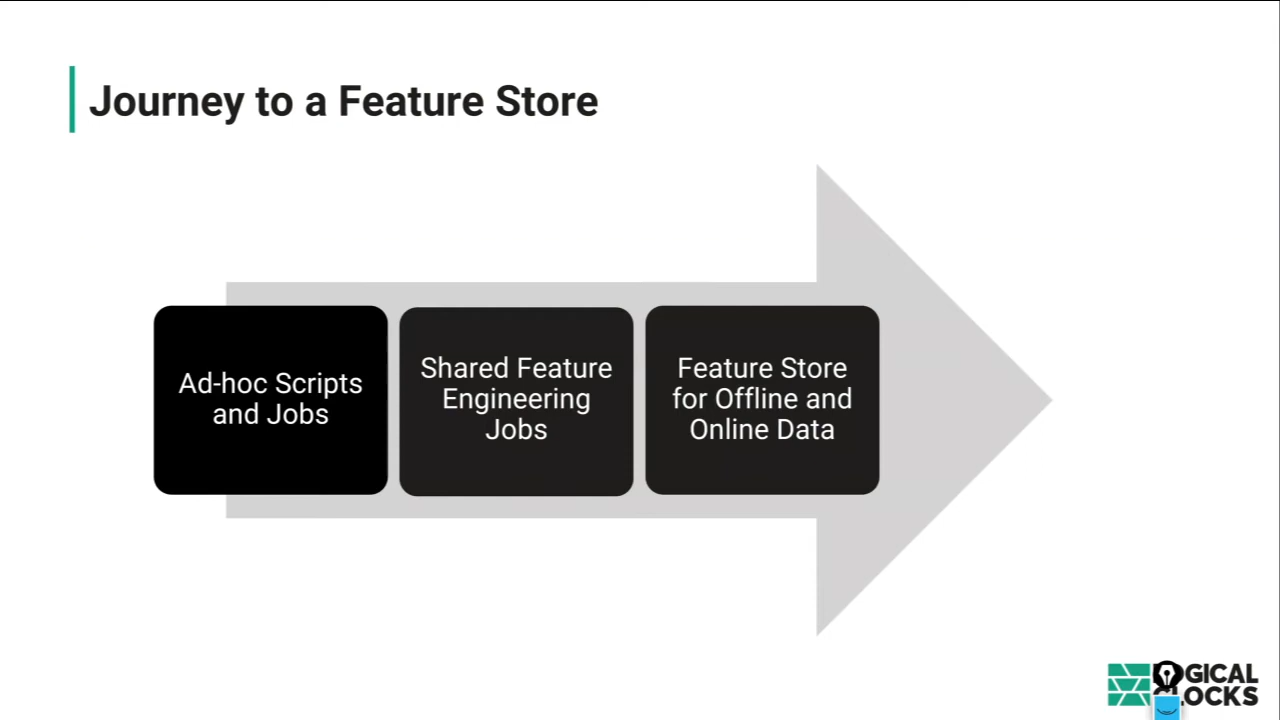 Journey to a Feature Store
Ad-hoc Scripts
and Jobs
Shared Feature
Engineering
Jobs
Feature Store
for Offline and
Online Data